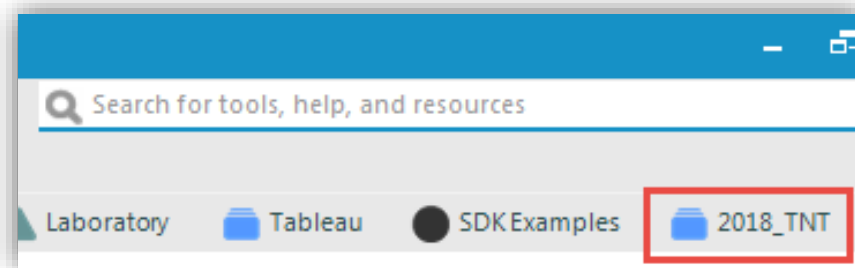 Search for tools, help, and resources
Laboratory Tableau SDK Examples 2018_TNT